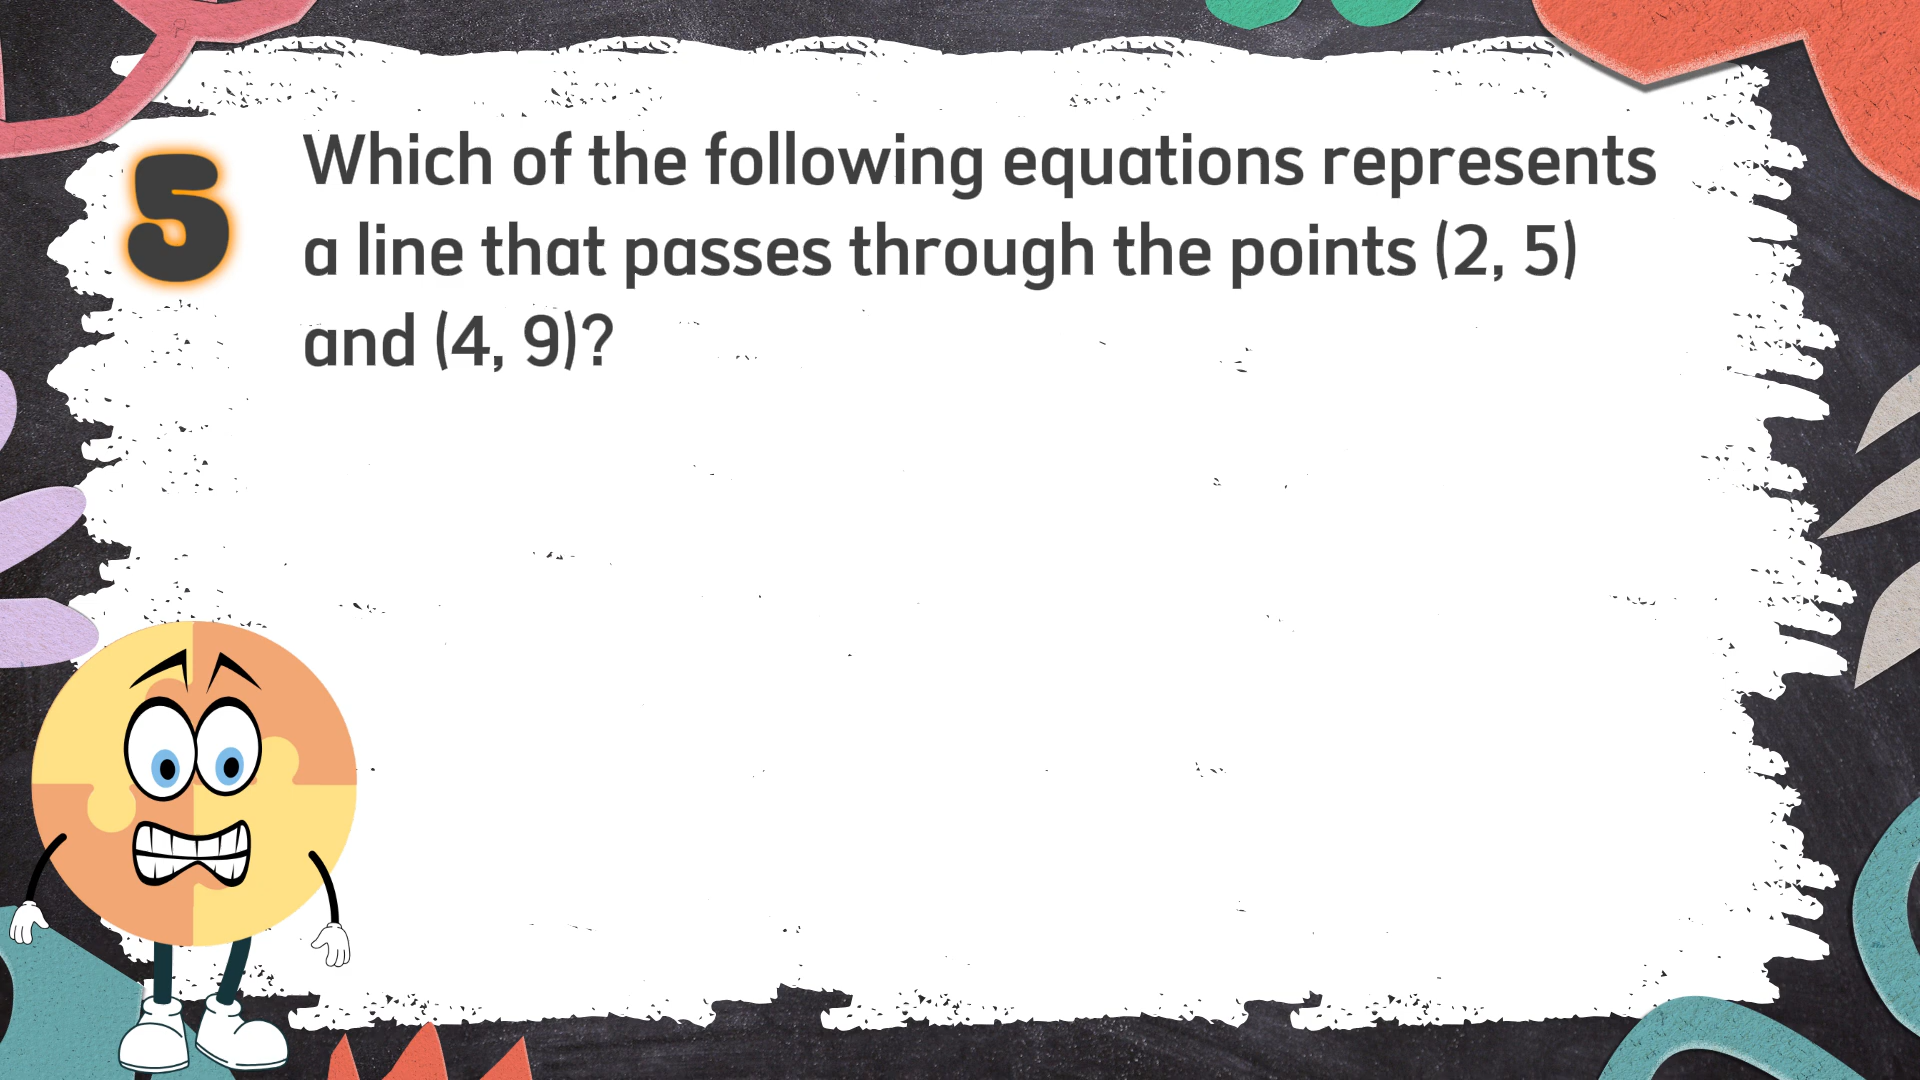 5
Which of the following equations represents
a line that passes through the points (2, 5)
and (4, 9)?